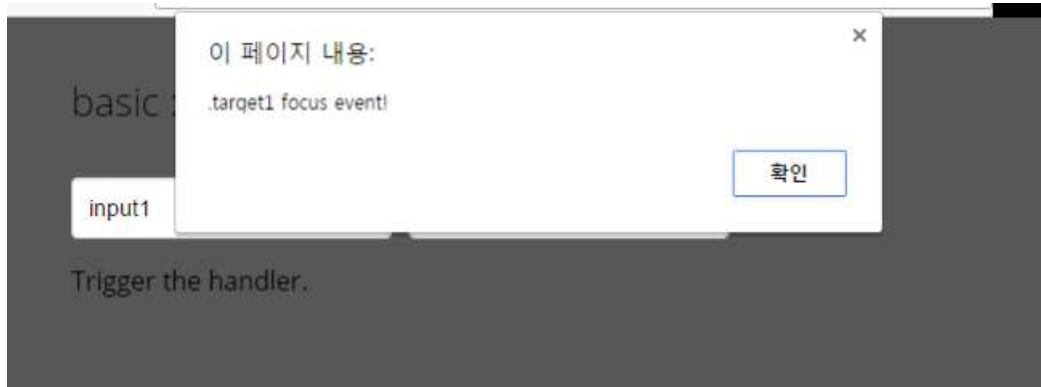 이 페이지 내용:
.target1 focus event!
확인
basic :
input1
Trigger the handler.